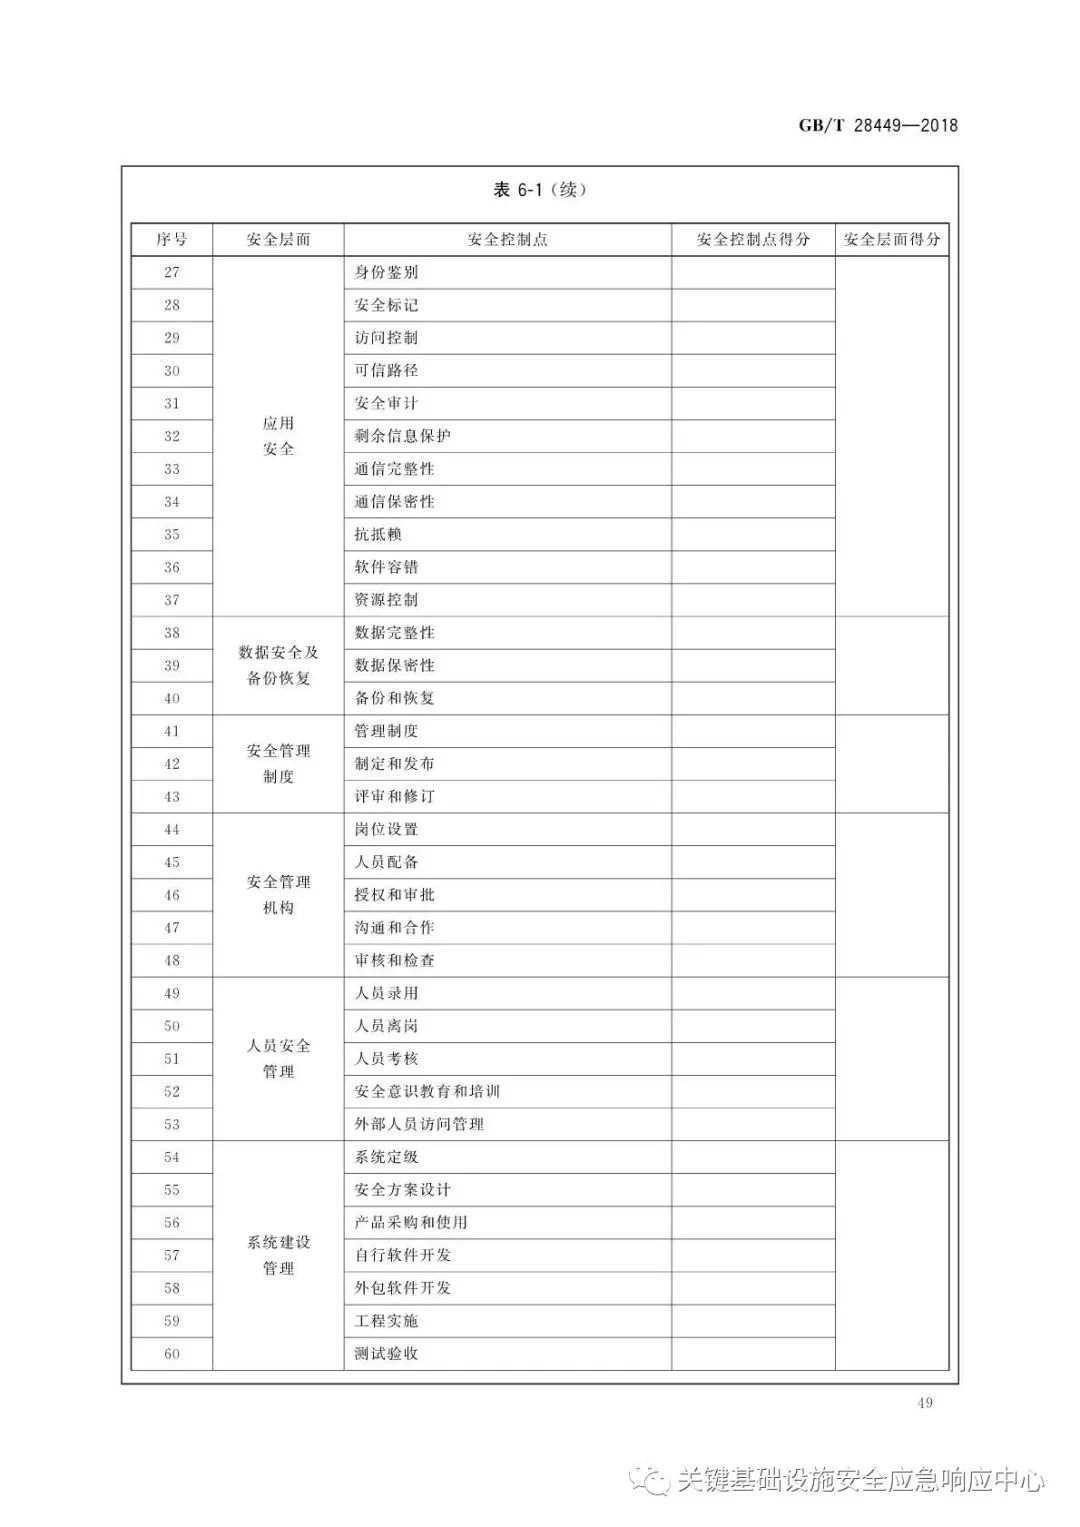 GB/T 28449—2018
表 6-1(续)
序号 安全层面 安全控制点 安全控制点得分 安全层面得分
27 应用安全 身份鉴别
28 安全标记
29 访问控制
30 可信路径
31 安全审计
32 剩余信息保护
33 通信完整性
34 通信保密性
35 抗抵赖
36 软件容错
37 资源控制
38 数据安全及备份恢复 数据完整性
39 数据保密性
40 备份和恢复
41 安全管理制度 管理制度
42 制定和发布
43 评审和修订
44 安全管理机构 岗位设置
45 人员配备
46 授权和审批
47 沟通和合作
48 审核和检查
49 人员安全管理 人员录用
50 人员离岗
51 人员考核
52 安全意识教育和培训
53 外部人员访问管理
54 系统建设管理 系统定级
55 安全方案设计
56 产品采购和使用
57 自行软件开发
58 外包软件开发
59 工程实施
60 测试验收
49
关键基础设施安全应急响应中心